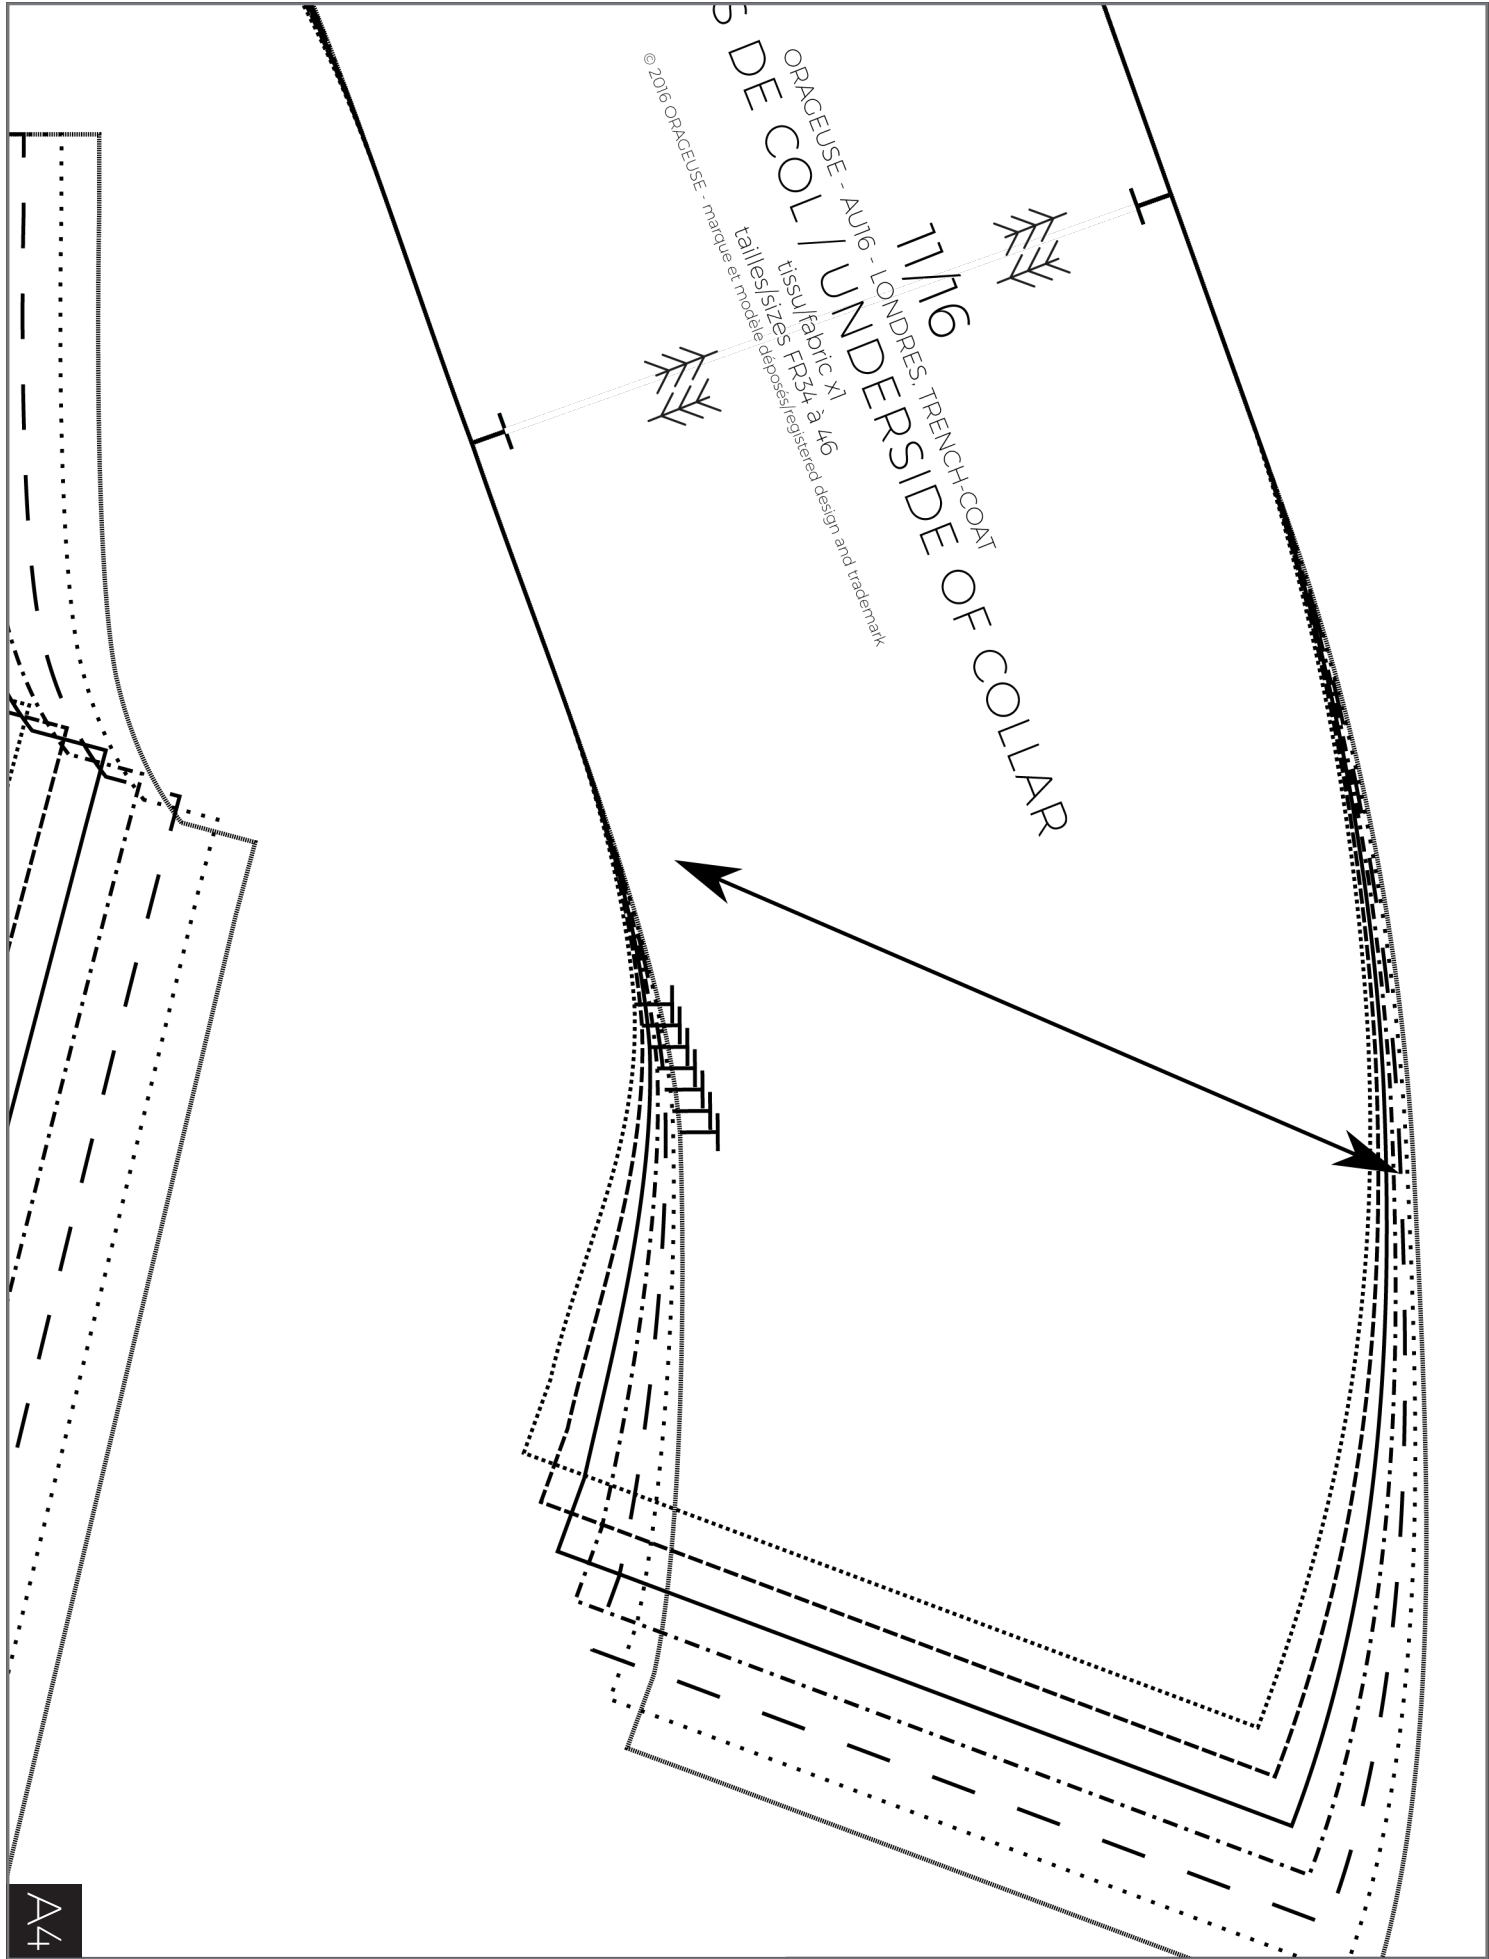 ORAGEUSE - AU16 - LONDRES, TRENCH-COAT
11/16
DE COL / UNDERSIDE OF COLLAR
tissu/fabric x1
tailles/sizes FR34 à 46
© 2016 ORAGEUSE - marque et modèle déposés/registered design and trademark
A4